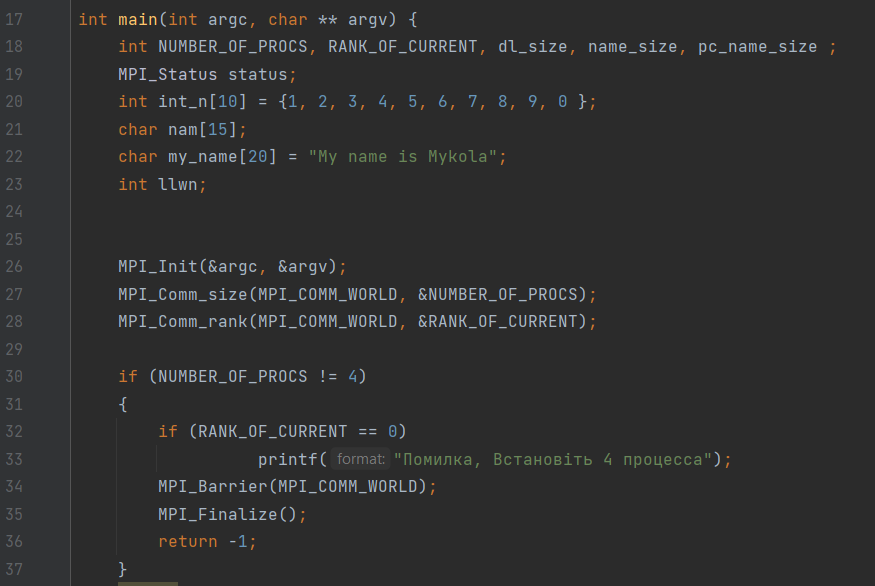 17 int main(int argc, char ** argv) {
18 int NUMBER_OF_PROCS, RANK_OF_CURRENT, dl_size, name_size, pc_name_size ;
19 MPI_Status status;
20 int int_n[10] = {1, 2, 3, 4, 5, 6, 7, 8, 9, 0 };
21 char nam[15];
22 char my_name[20] = "My name is Mykola";
23 int llwn;
24
25
26 MPI_Init(&argc, &argv);
27 MPI_Comm_size(MPI_COMM_WORLD, &NUMBER_OF_PROCS);
28 MPI_Comm_rank(MPI_COMM_WORLD, &RANK_OF_CURRENT);
29
30 if (NUMBER_OF_PROCS != 4)
31 {
32 if (RANK_OF_CURRENT == 0)
33 printf( format: "Помилка, Встановіть 4 процесса");
34 MPI_Barrier(MPI_COMM_WORLD);
35 MPI_Finalize();
36 return -1;
37 }